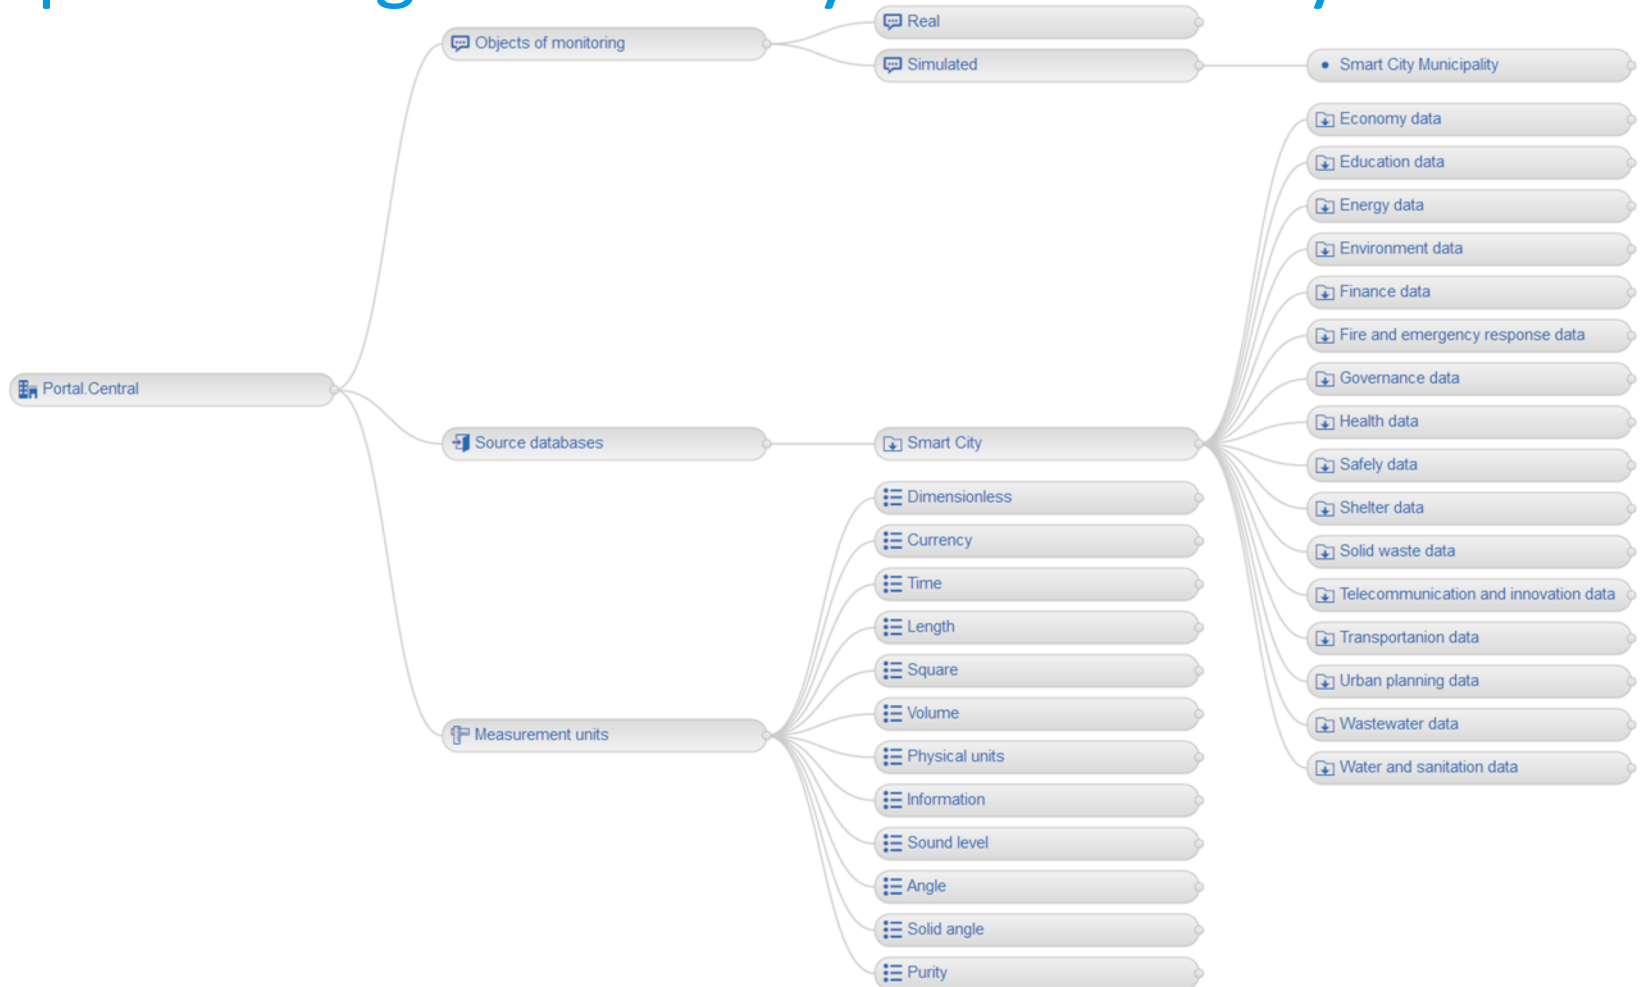 Objects of monitoring
Real
Simulated
Smart City Municipality
Economy data
Education data
Energy data
Environment data
Finance data
Fire and emergency response data
Portal.Central
Governance data
Health data
Source databases
Smart City
Safely data
Dimensionless
Shelter data
Currency
Solid waste data
Time
Telecommunication and innovation data
Length
Transportanion data
Square
Urban planning data
Volume
Wastewater data
Measurement units
Physical units
Water and sanitation data
Information
Sound level
Angle
Solid angle
Purity